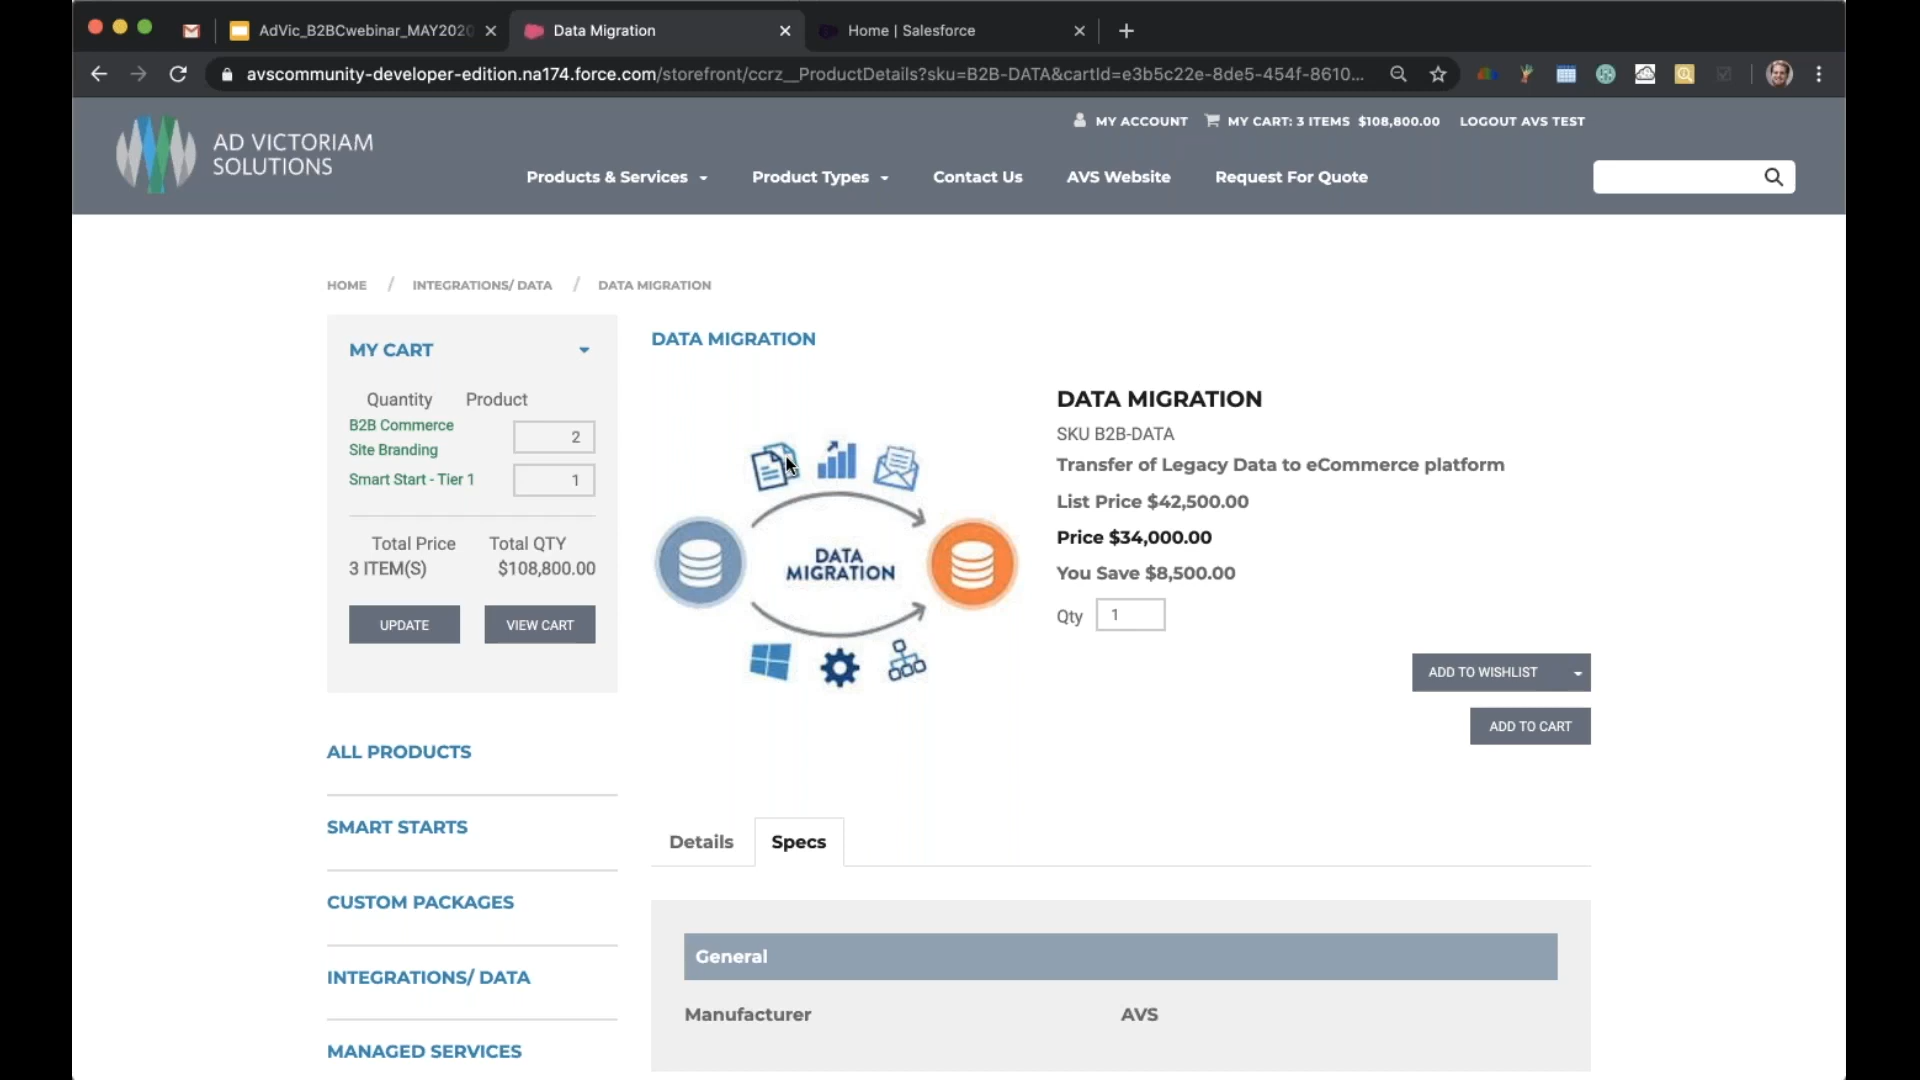 AdVic_B2BCwebinar_MAY2020
Data Migration
Home | Salesforce
avscommunity-developer-edition.na174.force.com/storefront/ccrz__ProductDetails?sku=B2B-DATA&cartId=e3b5c22e-8de5-454f-8610...
AD VICTORIAM
SOLUTIONS
MY ACCOUNT
MY CART: 3 ITEMS $108,800.00
LOGOUT AVS TEST
Products & Services
Product Types
Contact Us
AVS Website
Request For Quote
HOME / INTEGRATIONS/ DATA / DATA MIGRATION
MY CART
Quantity Product
B2B Commerce
Site Branding
2
Smart Start - Tier 1
1
Total Price Total QTY
3 ITEM(S) $108,800.00
UPDATE
VIEW CART
ALL PRODUCTS
SMART STARTS
CUSTOM PACKAGES
INTEGRATIONS/ DATA
MANAGED SERVICES
DATA MIGRATION
DATA
MIGRATION
DATA MIGRATION
SKU B2B-DATA
Transfer of Legacy Data to eCommerce platform
List Price $42,500.00
Price $34,000.00
You Save $8,500.00
Qty 1
ADD TO WISHLIST
ADD TO CART
Details
Specs
General
Manufacturer AVS